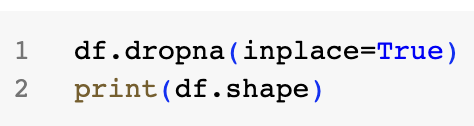 1 df.dropna(inplace=True)
2 print(df.shape)